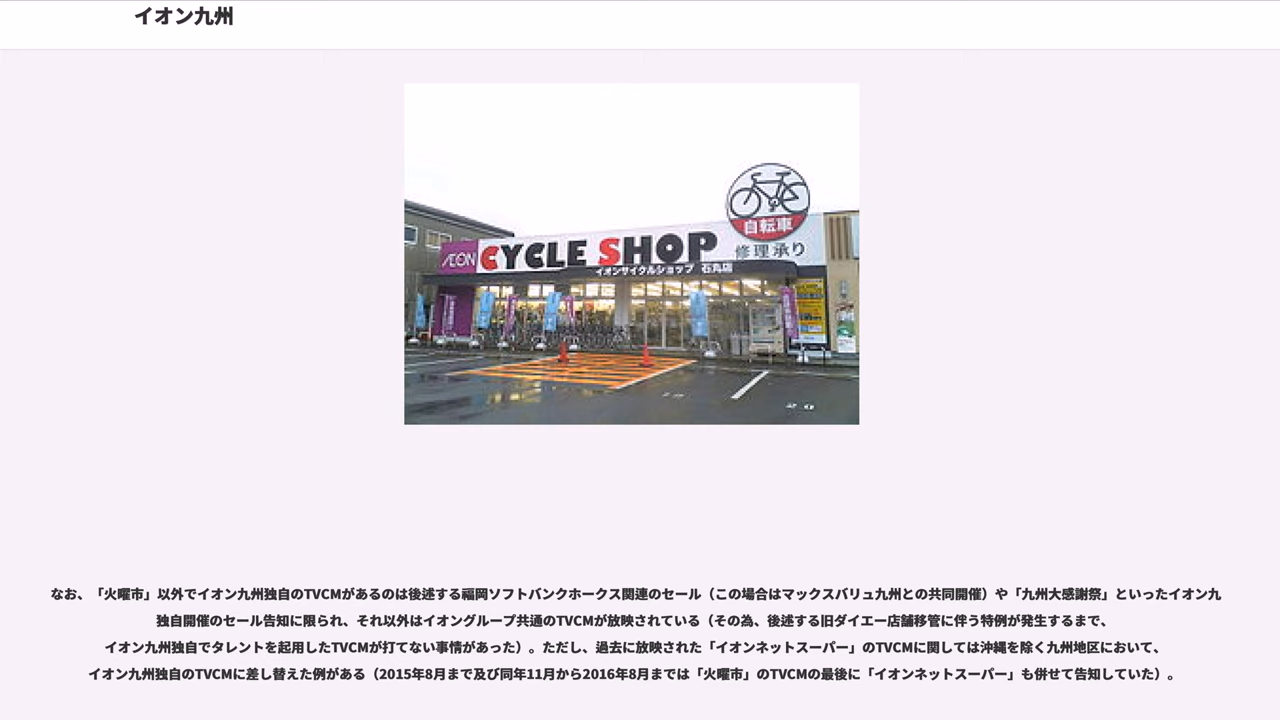 イオン九州
自転車
修理承り
ÆON CYCLE SHOP
イオンサイクルショップ 石丸店
なお、「火曜市」以外でイオン九州独自のTVCMがあるのは後述する福岡ソフトバンクホークス関連のセール（この場合はマックスバリュ九州との共同開催）や「九州大感謝祭」といったイオン九
独自開催のセール告知に限られ、それ以外はイオングループ共通のTVCMが放映されている（その為、後述する旧ダイエー店舗移管に伴う特例が発生するまで、
イオン九州独自でタレントを起用したTVCMが打てない事情があった）。ただし、過去に放映された「イオンネットスーパー」のTVCMに関しては沖縄を除く九州地区において、
イオン九州独自のTVCMに差し替えた例がある（2015年8月まで及び同年11月から2016年8月までは「火曜市」のTVCMの最後に「イオンネットスーパー」も併せて告知していた）。